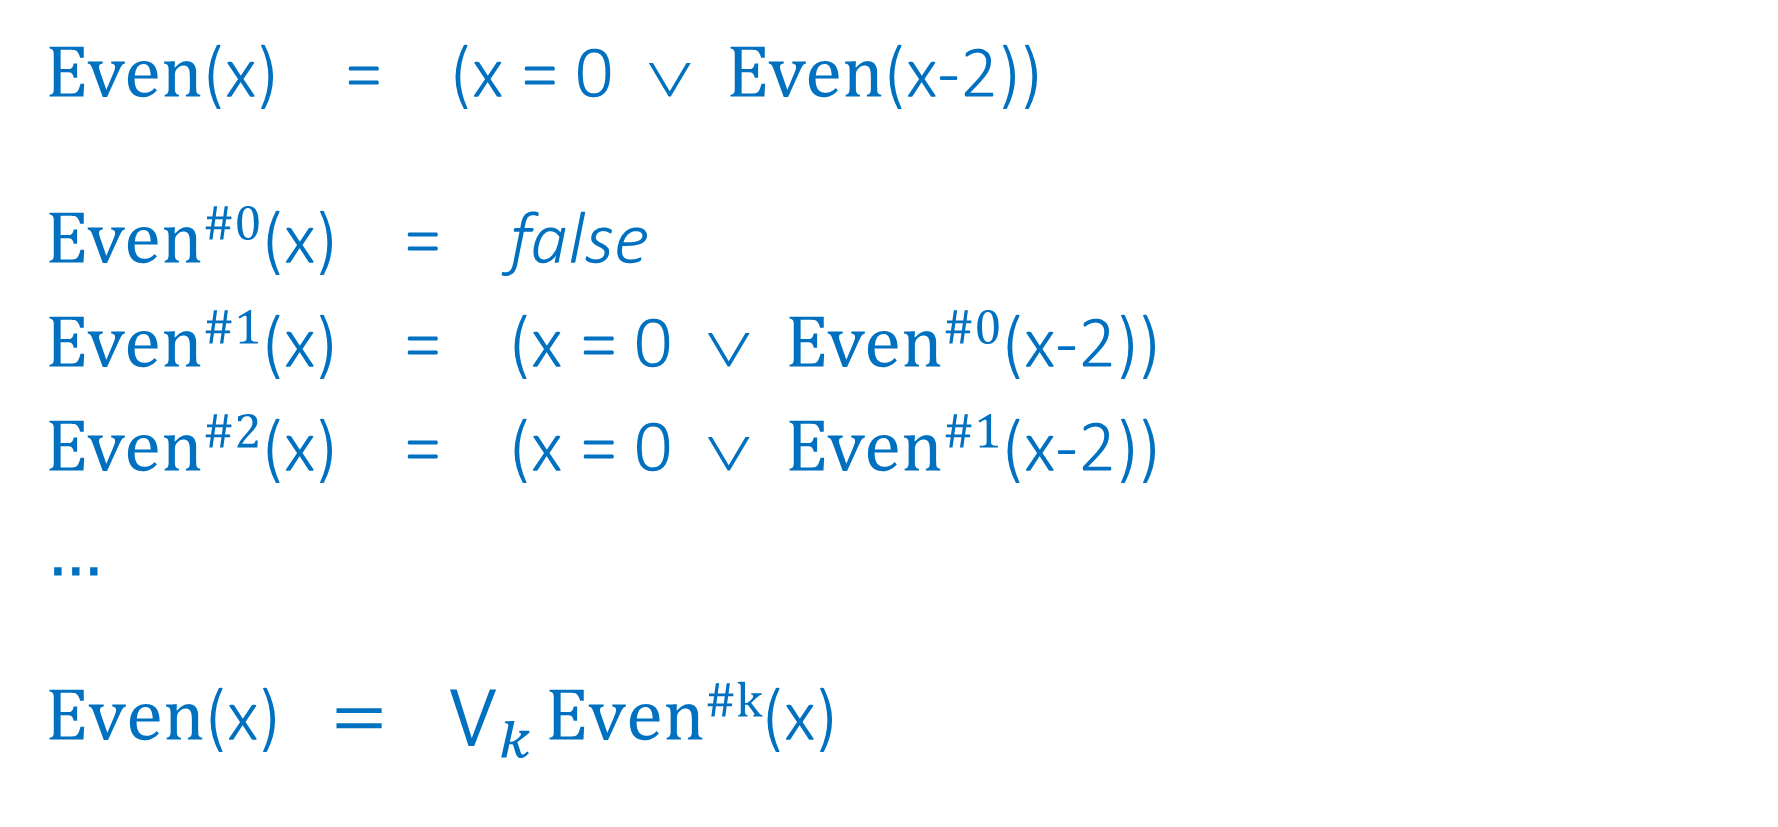 Even(x) = (x = 0 ∨ Even(x-2))
Even^#0(x) = false
Even^#1(x) = (x = 0 ∨ Even^#0(x-2))
Even^#2(x) = (x = 0 ∨ Even^#1(x-2))
…
Even(x) = ⋁_k Even^#k(x)